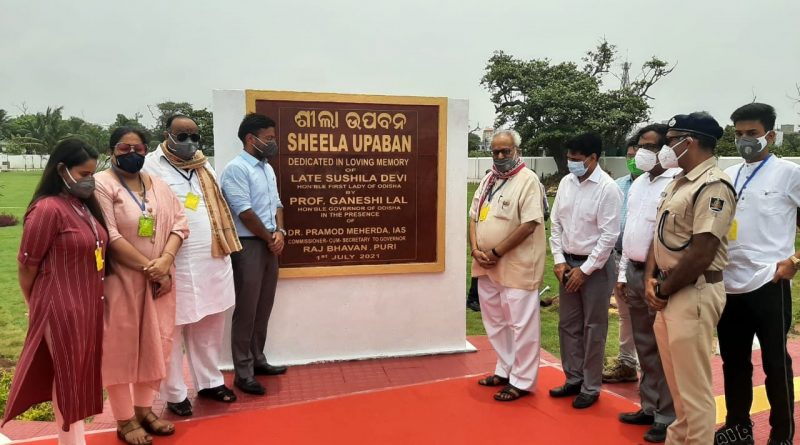 ଶୀଲା ଉପବନ
SHEELA UPABAN
DEDICATED IN LOVING MEMORY
OF
LATE SUSHILA DEVI
HON'BLE FIRST LADY OF ODISHA
BY
PROF. GANESHI LAL
HON'BLE GOVERNOR OF ODISHA
IN THE PRESENCE
OF
DR. PRAMOD MEHERDA, IAS
COMMISSIONER-CUM-SECRETARY TO GOVERNOR
RAJ BHAVAN, PURI
1ST JULY 2021